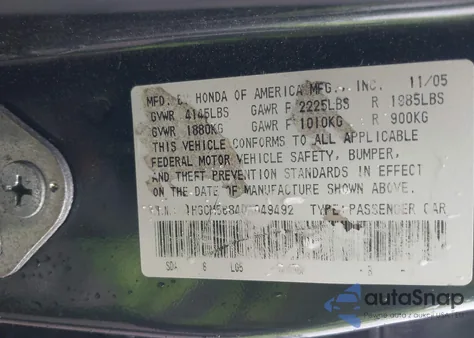 MFD. BY HONDA OF AMERICA MFG., INC. 11/05
GVWR 4145LBS GAWR F 2225LBS R 1985LBS
GVWR 1880KG GAWR F 1010KG R 900KG
THIS VEHICLE CONFORMS TO ALL APPLICABLE
FEDERAL MOTOR VEHICLE SAFETY, BUMPER,
AND THEFT PREVENTION STANDARDS IN EFFECT
ON THE DATE OF MANUFACTURE SHOWN ABOVE.
TYPE:PASSENGER CAR
SDA
autoSnap